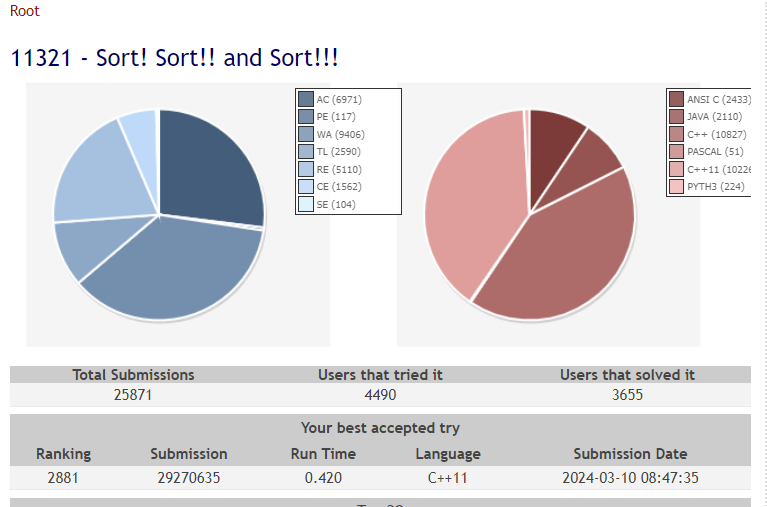 Root
11321 - Sort! Sort!! and Sort!!!
AC (6971)
PE (117)
WA (9406)
TL (2590)
RE (5110)
CE (1562)
SE (104)
ANSI C (2433)
JAVA (2110)
C++ (10827)
PASCAL (51)
C++11 (1022
PYTH3 (224)
Total Submissions Users that tried it Users that solved it
25871 4490 3655
Your best accepted try
Ranking Submission Run Time Language Submission Date
2881 29270635 0.420 C++11 2024-03-10 08:47:35